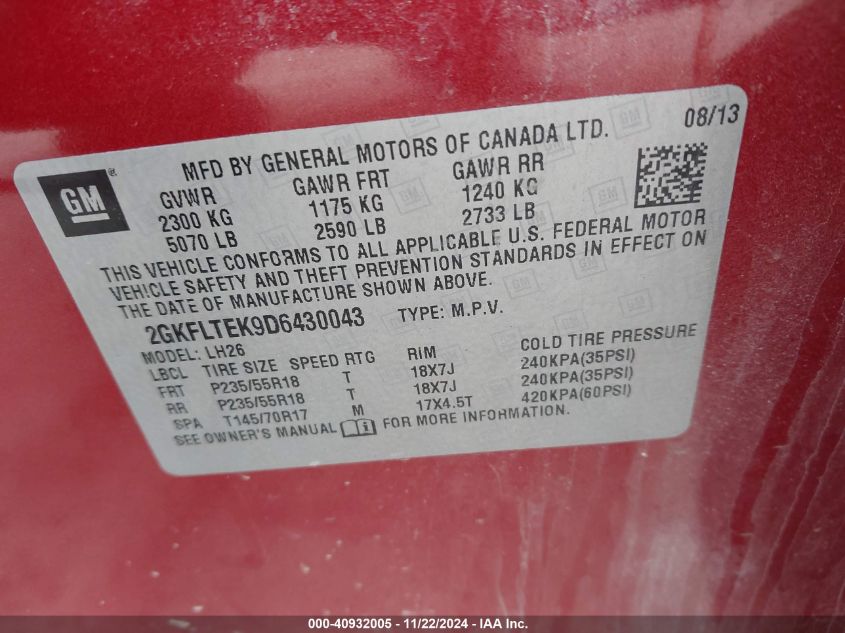 08/13
MFD BY GENERAL MOTORS OF CANADA LTD.
GM
GVWR GAWR FRT GAWR RR
2300 KG 1175 KG 1240 KG
5070 LB 2590 LB 2733 LB
THIS VEHICLE CONFORMS TO ALL APPLICABLE U.S. FEDERAL MOTOR
VEHICLE SAFETY AND THEFT PREVENTION STANDARDS IN EFFECT ON
THE DATE OF MANUFACTURE SHOWN ABOVE.
2GKFLTEK9D6430043 TYPE: M.P.V.
MODEL: LH26
LBCL TIRE SIZE SPEED RTG RIM COLD TIRE PRESSURE
FRT P235/55R18 T 18X7J 240KPA(35PSI)
RR P235/55R18 T 18X7J 240KPA(35PSI)
SPA T145/70R17 M 17X4.5T 420KPA(60PSI)
SEE OWNER'S MANUAL FOR MORE INFORMATION.
000-40932005 - 11/22/2024 - IAA Inc.